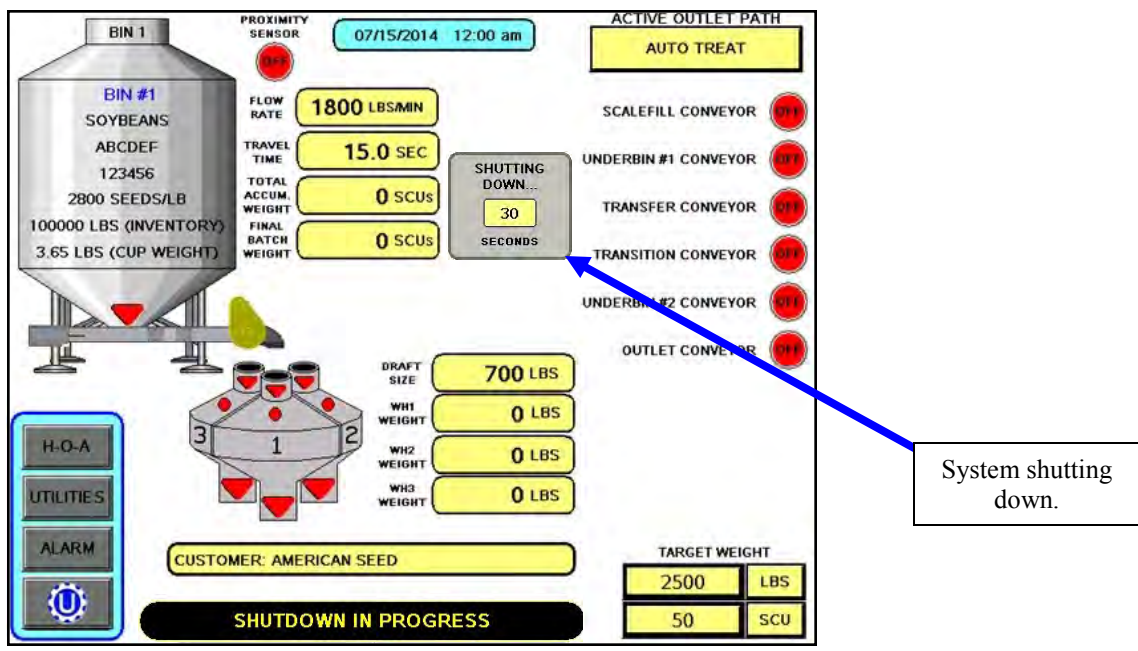 BIN 1
PROXIMITY
SENSOR
OFF
07/15/2014 12:00 am
ACTIVE OUTLET PATH
AUTO TREAT
BIN #1
SOYBEANS
ABCDEF
123456
2800 SEEDS/LB
100000 LBS (INVENTORY)
3.65 LBS (CUP WEIGHT)
FLOW
RATE
1800 LBS/MIN
TRAVEL
TIME
15.0 SEC
TOTAL
ACCUM.
WEIGHT
0 SCUs
FINAL
BATCH
WEIGHT
0 SCUs
SHUTTING
DOWN...
30
SECONDS
SCALEFILL CONVEYOR OFF
UNDERBIN #1 CONVEYOR OFF
TRANSFER CONVEYOR OFF
TRANSITION CONVEYOR OFF
UNDERBIN #2 CONVEYOR OFF
OUTLET CONVEYOR OFF
DRAFT
SIZE
700 LBS
WH1
WEIGHT
0 LBS
WH2
WEIGHT
0 LBS
WH3
WEIGHT
0 LBS
3 1 2
H-O-A
UTILITIES
ALARM
U
CUSTOMER: AMERICAN SEED
SHUTDOWN IN PROGRESS
TARGET WEIGHT
2500 LBS
50 SCU
System shutting
down.